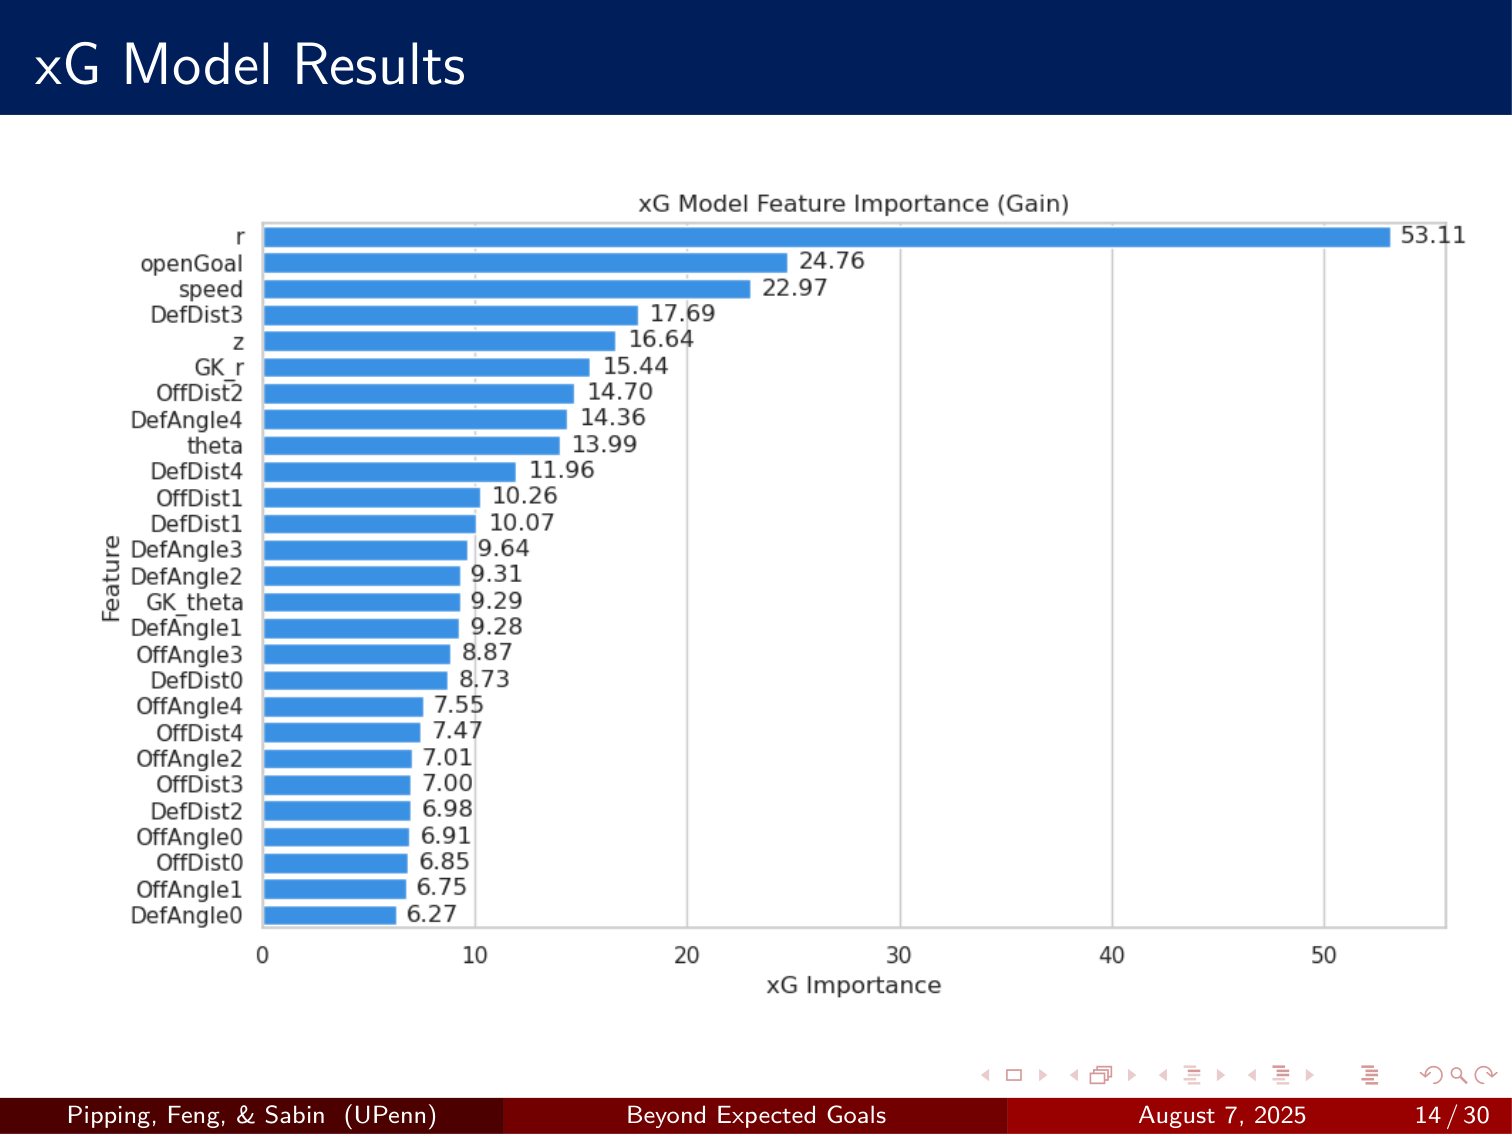 xG Model Results
xG Model Feature Importance (Gain)
r 53.11
openGoal 24.76
speed 22.97
DefDist3 17.69
z 16.64
GK_r 15.44
OffDist2 14.70
DefAngle4 14.36
theta 13.99
DefDist4 11.96
OffDist1 10.26
DefDist1 10.07
DefAngle3 9.64
DefAngle2 9.31
GK_theta 9.29
DefAngle1 9.28
OffAngle3 8.87
DefDist0 8.73
OffAngle4 7.55
OffDist4 7.47
OffAngle2 7.01
OffDist3 7.00
DefDist2 6.98
OffAngle0 6.91
OffDist0 6.85
OffAngle1 6.75
DefAngle0 6.27
Feature
0 10 20 30 40 50
xG Importance
Pipping, Feng, & Sabin (UPenn) Beyond Expected Goals August 7, 2025 14 / 30